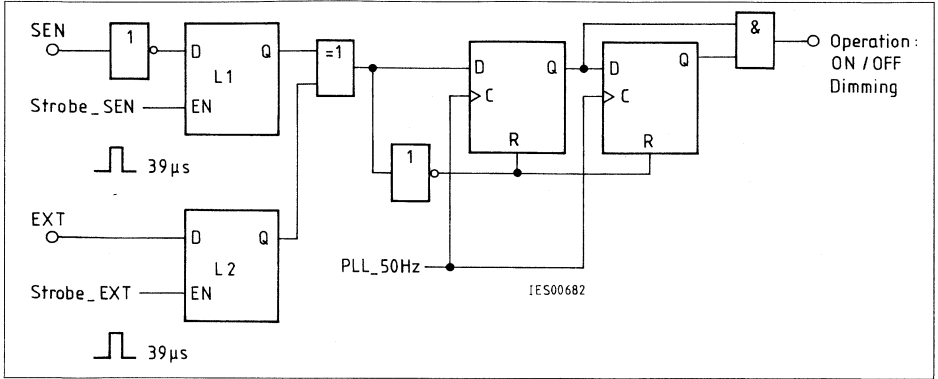 SEN
1
D Q
L1
Strobe_SEN
EN
39µs
EXT
D Q
L2
Strobe_EXT
EN
39µs
=1
D Q
C
R
1
PLL_50Hz
D Q
C
R
&
Operation:
ON / OFF
Dimming
IES00682